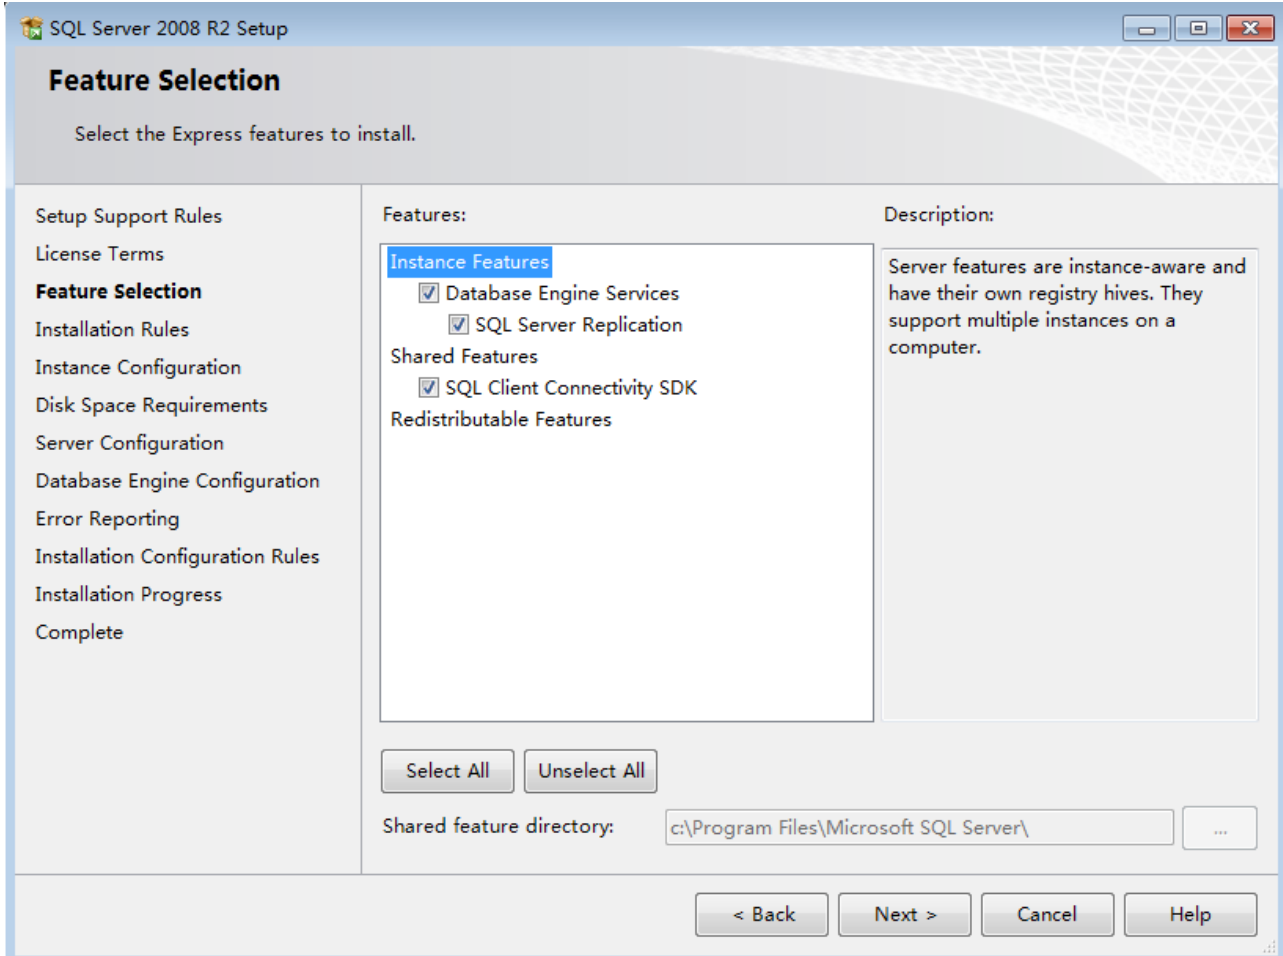 SQL Server 2008 R2 Setup
Feature Selection
Select the Express features to install.
Setup Support Rules
License Terms
Feature Selection
Installation Rules
Instance Configuration
Disk Space Requirements
Server Configuration
Database Engine Configuration
Error Reporting
Installation Configuration Rules
Installation Progress
Complete
Features:
Instance Features
Database Engine Services
SQL Server Replication
Shared Features
SQL Client Connectivity SDK
Redistributable Features
Description:
Server features are instance-aware and
have their own registry hives. They
support multiple instances on a
computer.
Select All
Unselect All
Shared feature directory:
c:\Program Files\Microsoft SQL Server\
...
< Back
Next >
Cancel
Help